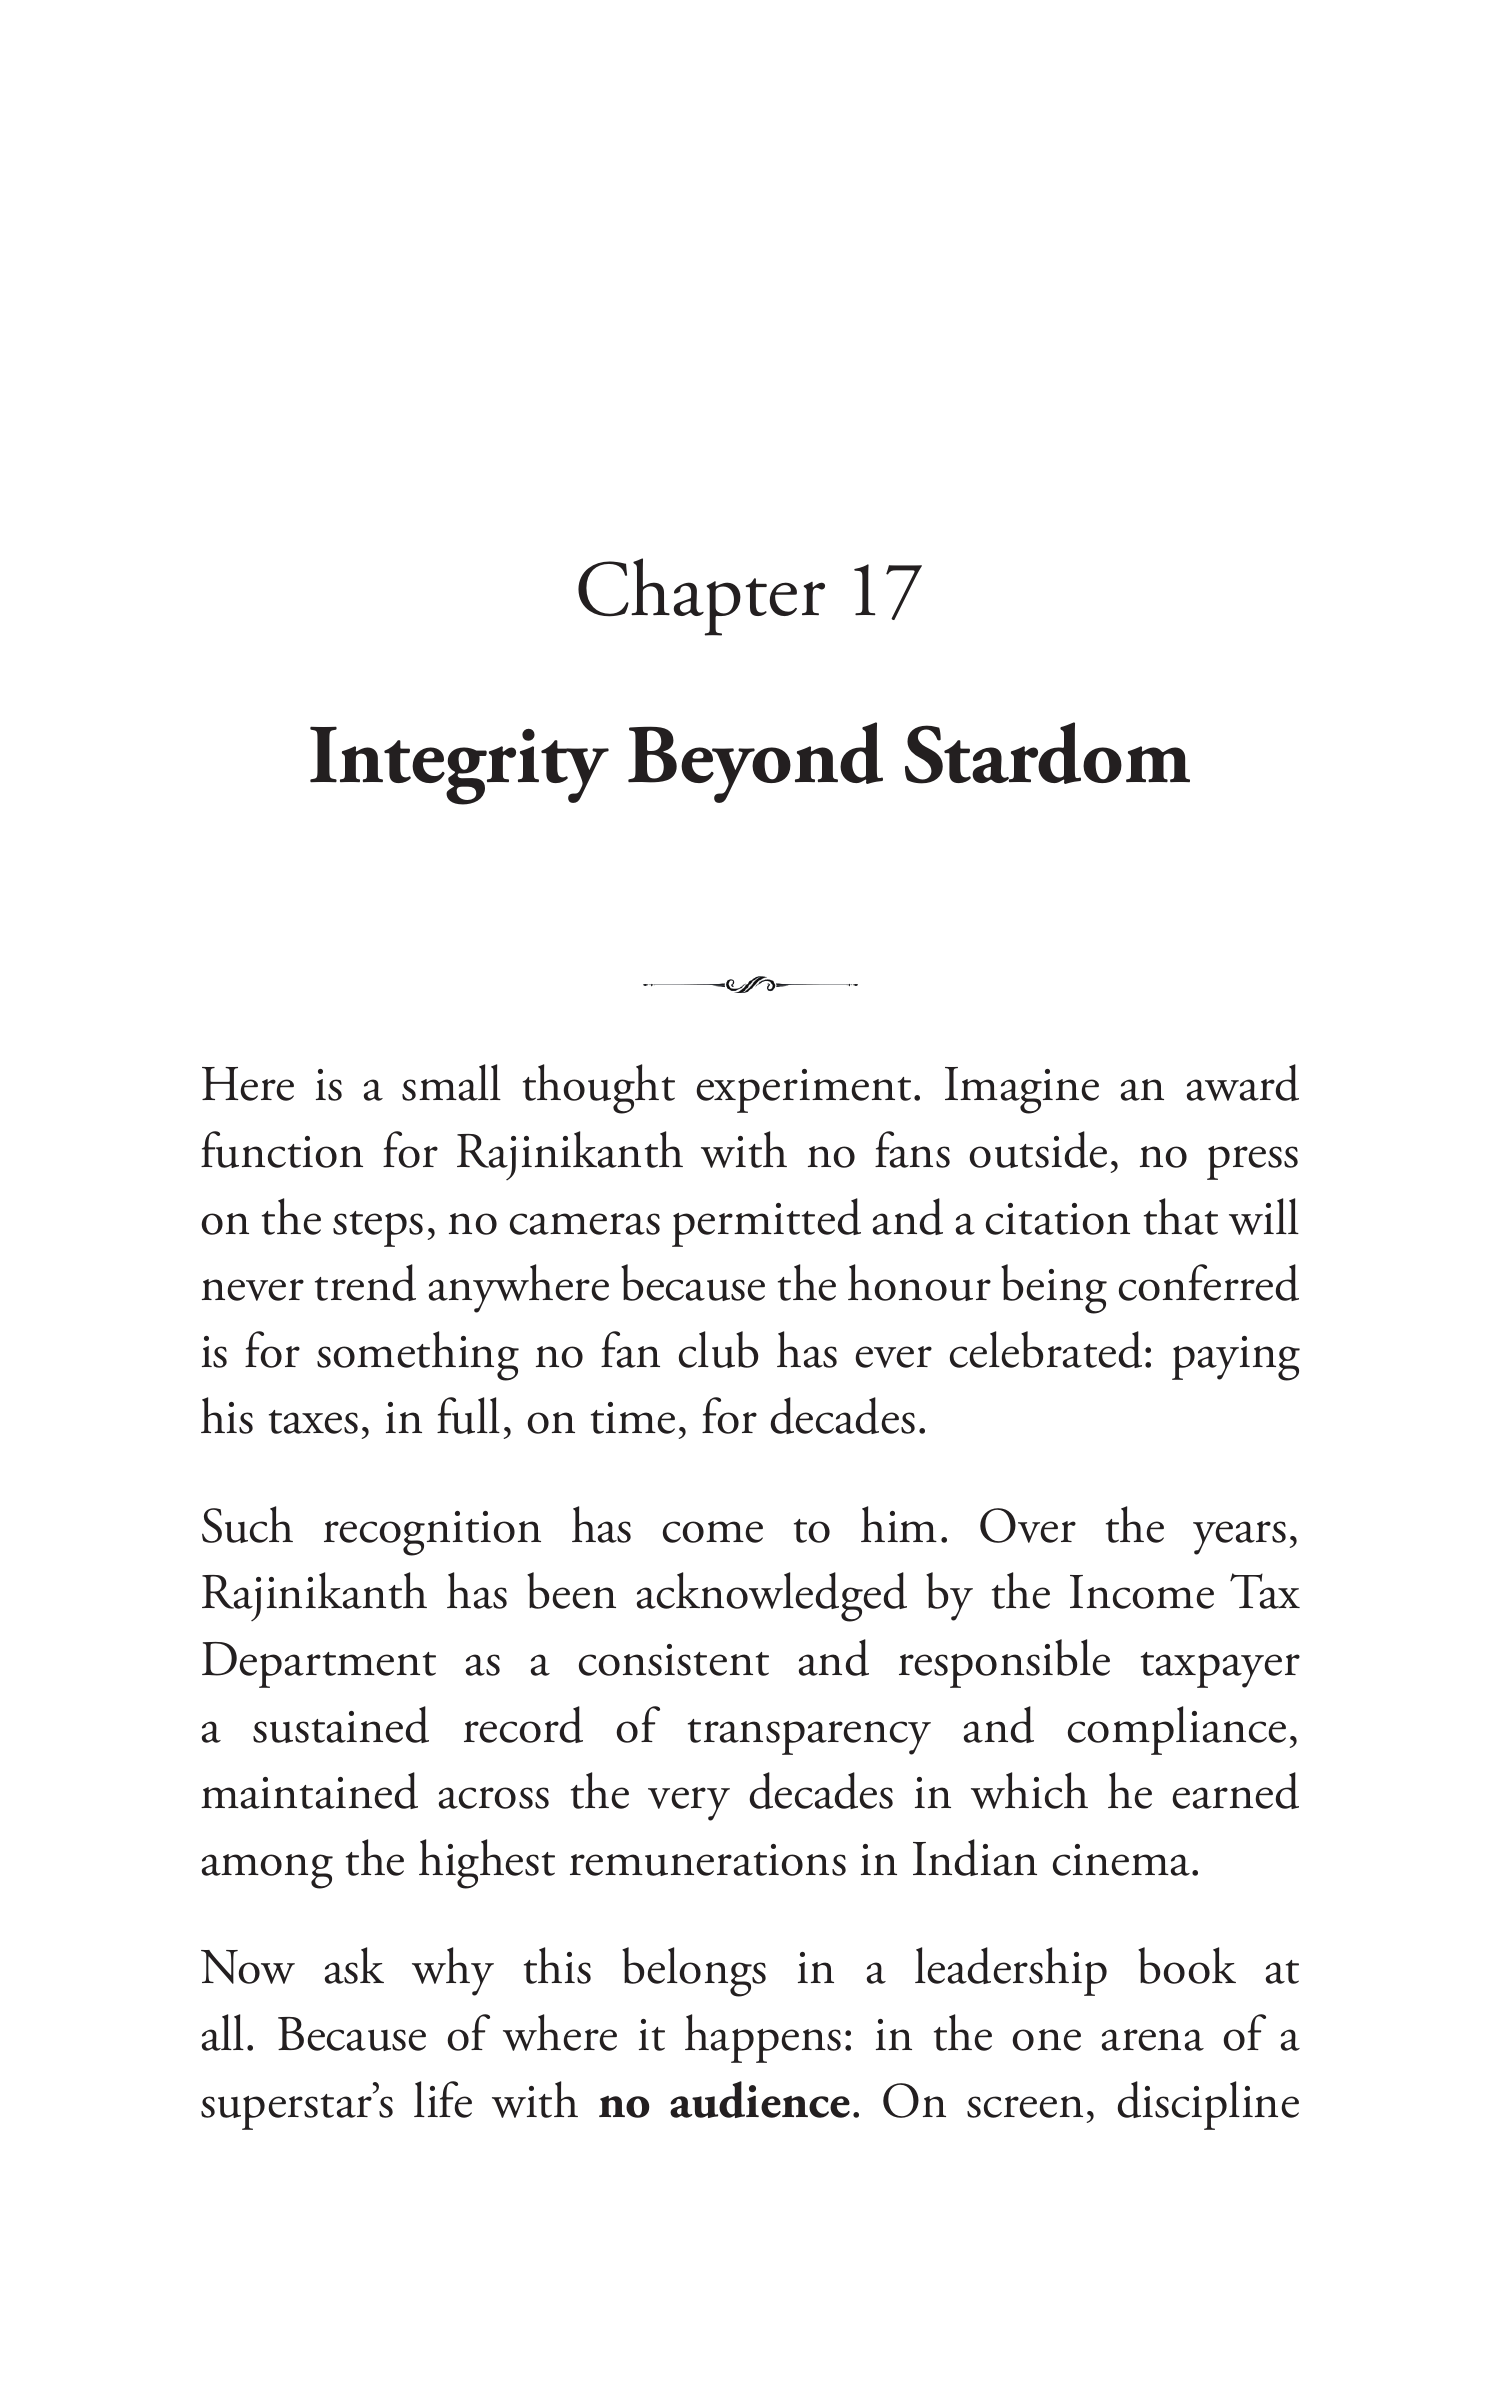 Chapter 17
Integrity Beyond Stardom
Here is a small thought experiment. Imagine an award
function for Rajinikanth with no fans outside, no press
on the steps, no cameras permitted and a citation that will
never trend anywhere because the honour being conferred
is for something no fan club has ever celebrated: paying
his taxes, in full, on time, for decades.
Such recognition has come to him. Over the years,
Rajinikanth has been acknowledged by the Income Tax
Department as a consistent and responsible taxpayer
a sustained record of transparency and compliance,
maintained across the very decades in which he earned
among the highest remunerations in Indian cinema.
Now ask why this belongs in a leadership book at
all. Because of where it happens: in the one arena of a
superstar’s life with no audience. On screen, discipline